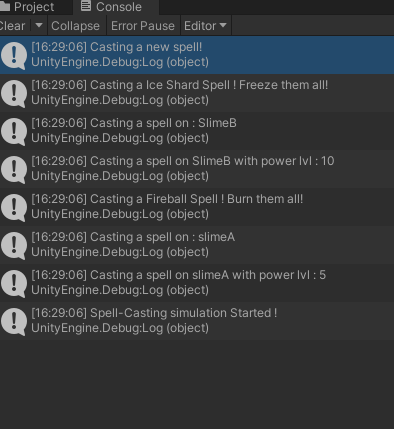 Project
Console
Clear
Collapse
Error Pause
Editor
[16:29:06] Casting a new spell!
UnityEngine.Debug:Log (object)
[16:29:06] Casting a Ice Shard Spell ! Freeze them all!
UnityEngine.Debug:Log (object)
[16:29:06] Casting a spell on : SlimeB
UnityEngine.Debug:Log (object)
[16:29:06] Casting a spell on SlimeB with power lvl : 10
UnityEngine.Debug:Log (object)
[16:29:06] Casting a Fireball Spell ! Burn them all!
UnityEngine.Debug:Log (object)
[16:29:06] Casting a spell on : slimeA
UnityEngine.Debug:Log (object)
[16:29:06] Casting a spell on slimeA with power lvl : 5
UnityEngine.Debug:Log (object)
[16:29:06] Spell-Casting simulation Started !
UnityEngine.Debug:Log (object)